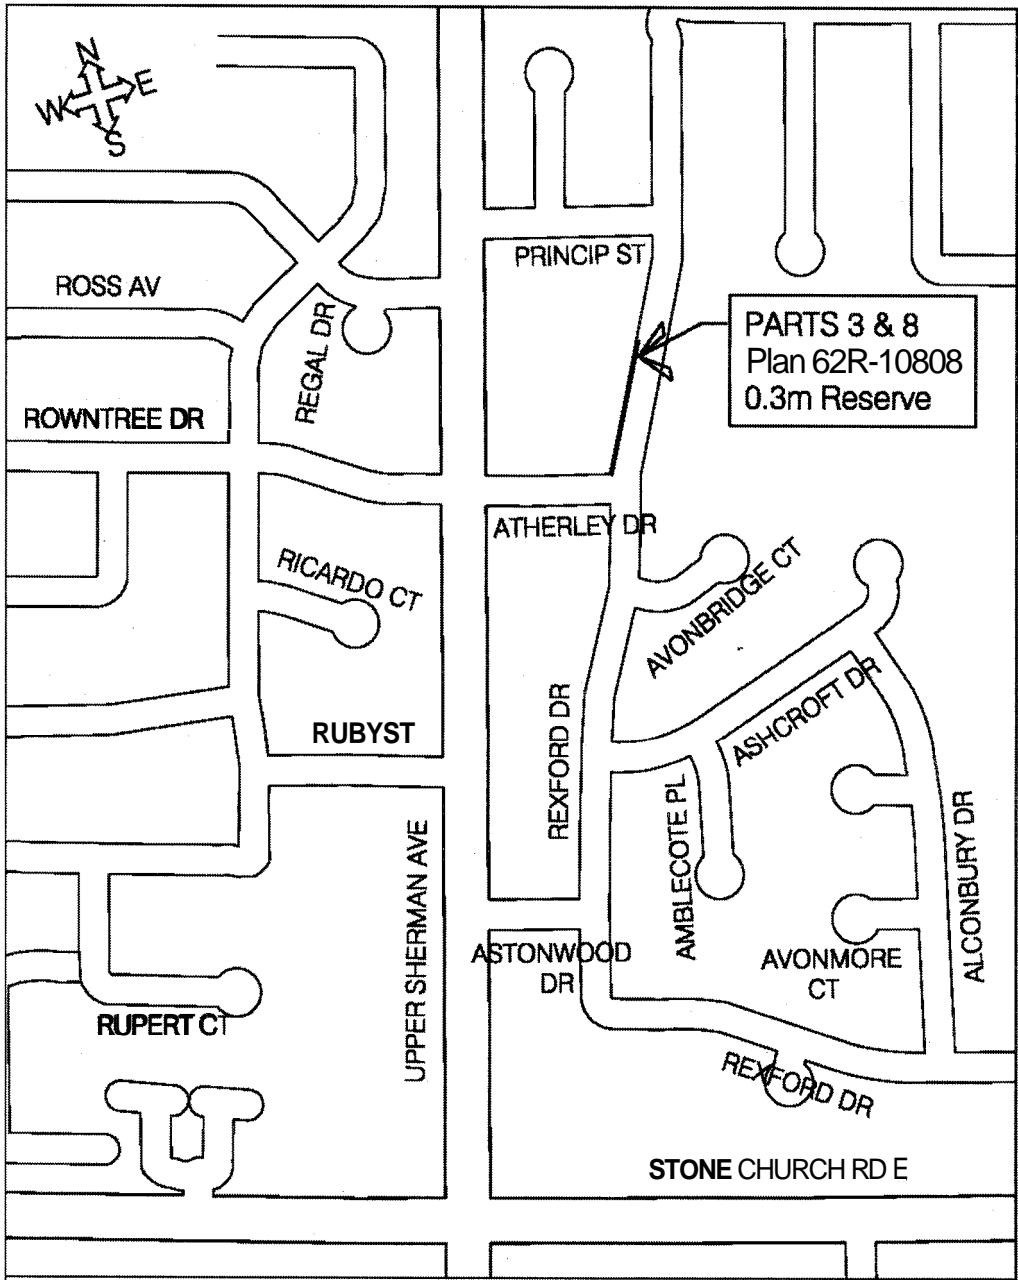 N
W
E
S
PRINCIP ST
ROSS AV
REGAL DR
PARTS 3 & 8
Plan 62R-10808
0.3m Reserve
ROWNTREE DR
ATHERLEY DR
RICARDO CT
AVONBRIDGE CT
RUBYST
REXFORD DR
ASHCROFT DR
AMBLECOTE PL
UPPER SHERMAN AVE
ALCONBURY DR
ASTONWOOD
DR
AVONMORE
CT
RUPERT CT
REXFORD DR
STONE CHURCH RD E